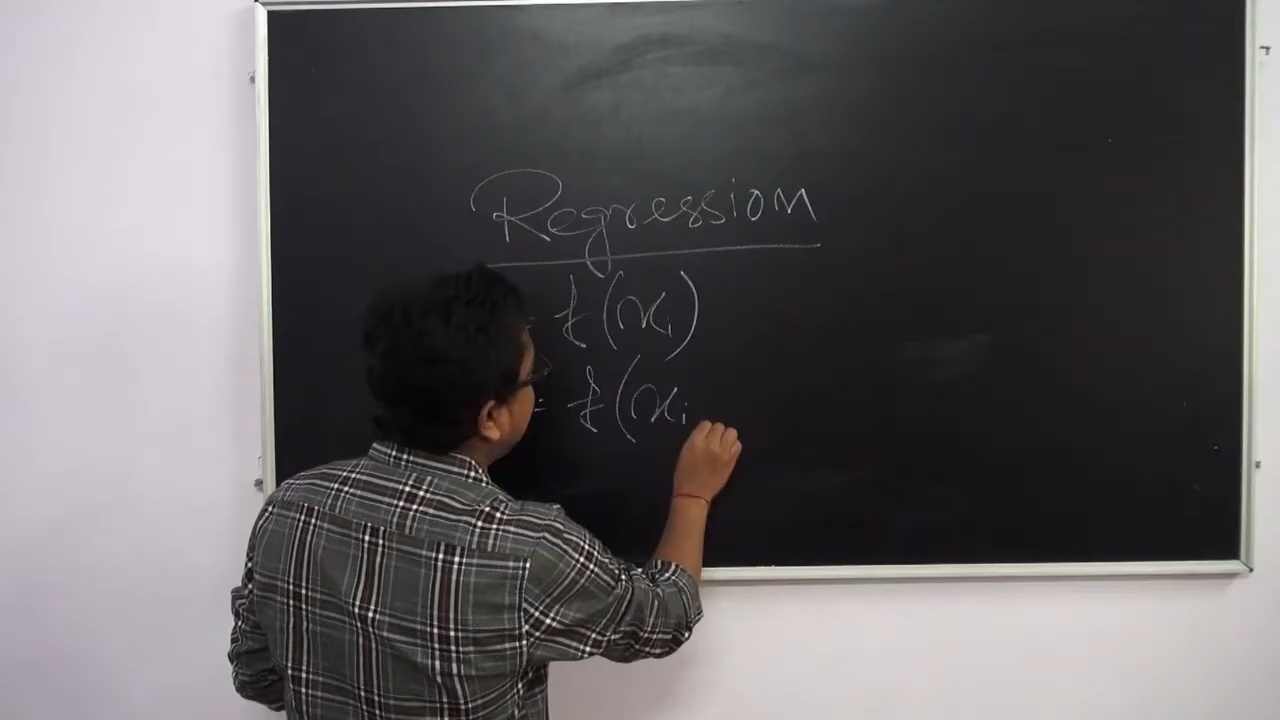 Regression
= f(xi)
= f(xi